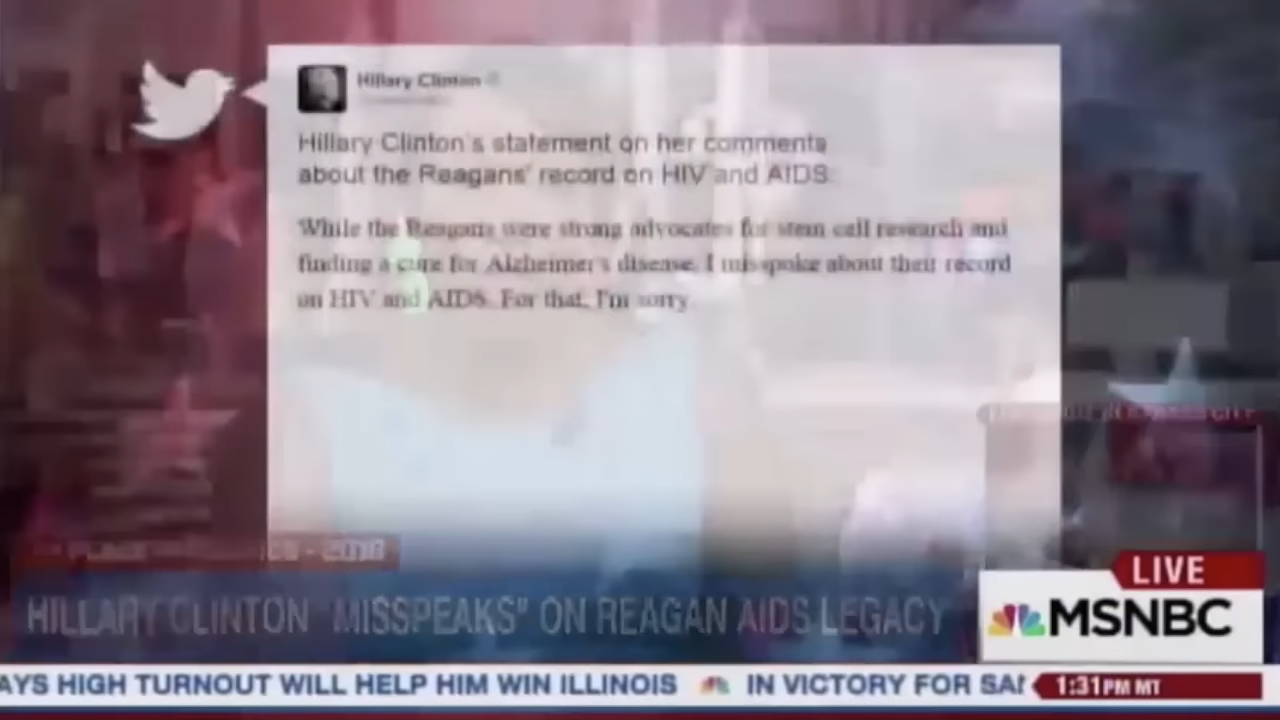 Hillary Clinton
Hillary Clinton's statement on her comments
about the Reagans' record on HIV and AIDS:
While the Reagans were strong advocates for stem cell research and
finding a cure for Alzheimer's disease, I misspoke about their record
on HIV and AIDS. For that, I'm sorry.
PLACE
- 2016
HILLARY CLINTON "MISSPEAKS" ON REAGAN AIDS LEGACY
LIVE
MSNBC
AYS HIGH TURNOUT WILL HELP HIM WIN ILLINOIS IN VICTORY FOR SA
1:31PM MT